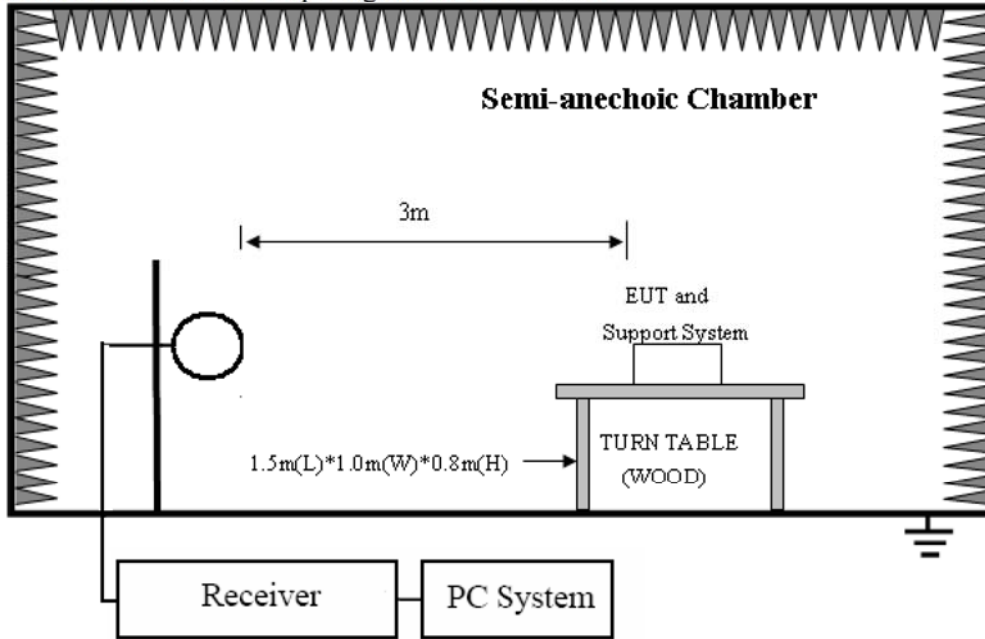 Semi-anechoic Chamber
3m
EUT and
Support System
1.5m(L)*1.0m(W)*0.8m(H)
TURN TABLE
(WOOD)
Receiver
PC System